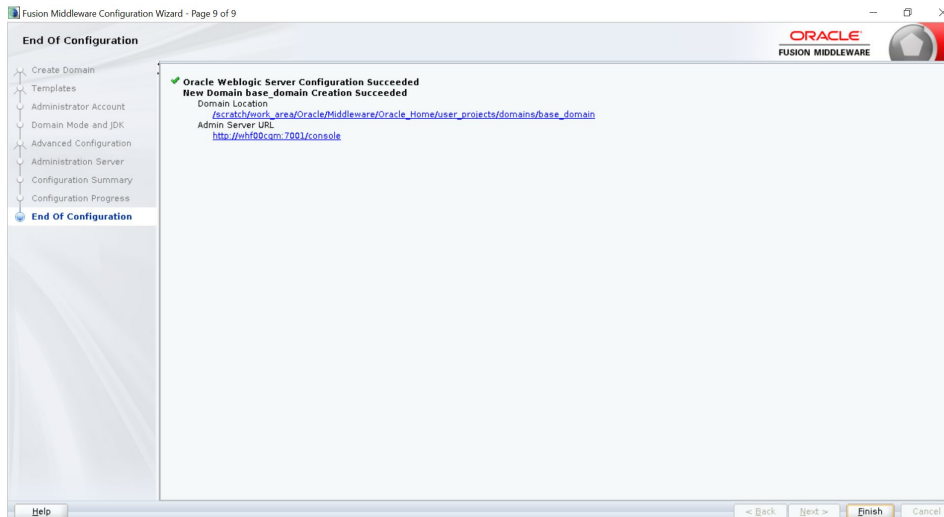 Fusion Middleware Configuration Wizard - Page 9 of 9
End Of Configuration
ORACLE
FUSION MIDDLEWARE
Create Domain
Templates
Administrator Account
Domain Mode and JDK
Advanced Configuration
Administration Server
Configuration Summary
Configuration Progress
End Of Configuration
Oracle Weblogic Server Configuration Succeeded
New Domain base_domain Creation Succeeded
Domain Location
/scratch/work_area/Oracle/Middleware/Oracle_Home/user_projects/domains/base_domain
Admin Server URL
http://whf00cqm:7001/console
Help
< Back
Next >
Finish
Cancel